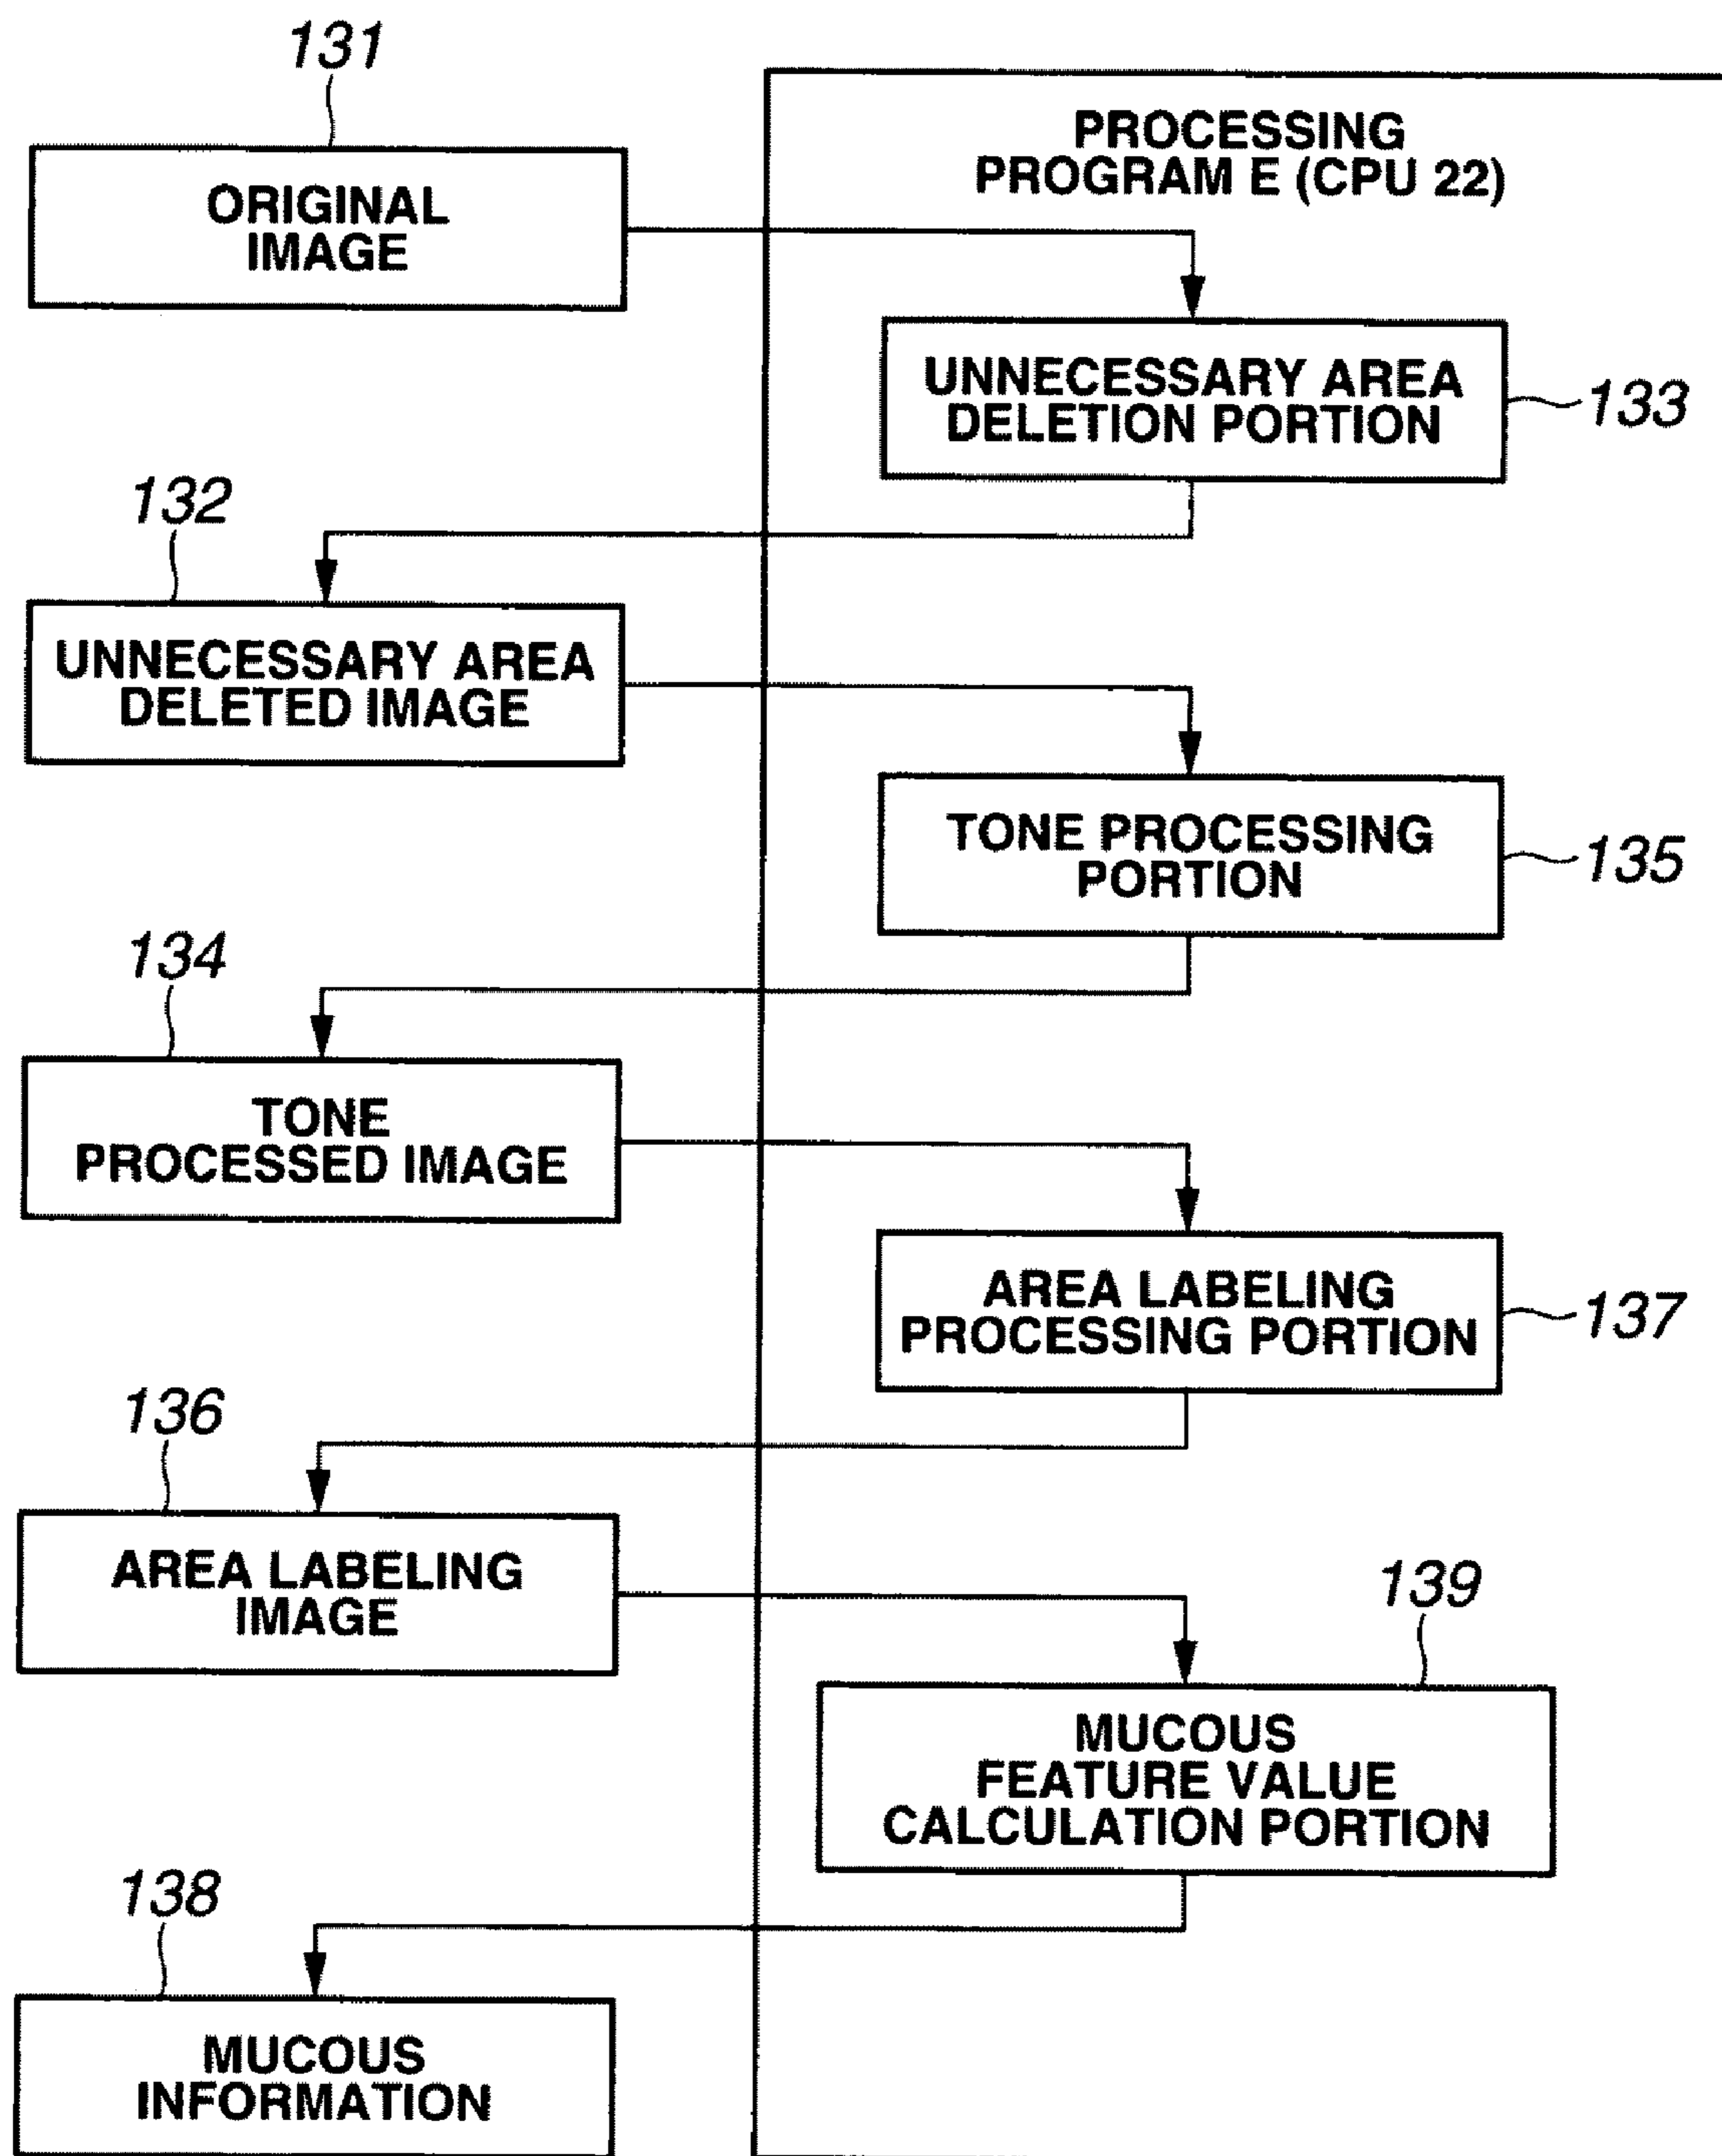 131
PROCESSING
PROGRAM E (CPU 22)
ORIGINAL
IMAGE
UNNECESSARY AREA
DELETION PORTION
133
132
UNNECESSARY AREA
DELETED IMAGE
TONE PROCESSING
PORTION
135
134
TONE
PROCESSED IMAGE
AREA LABELING
PROCESSING PORTION
137
136
AREA LABELING
IMAGE
139
MUCOUS
FEATURE VALUE
CALCULATION PORTION
138
MUCOUS
INFORMATION